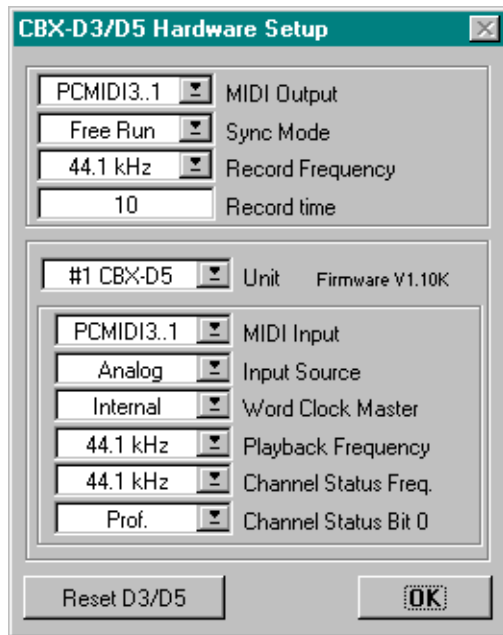 CBX-D3/D5 Hardware Setup
PCMIDI3..1 MIDI Output
Free Run Sync Mode
44.1 kHz Record Frequency
10 Record time
#1 CBX-D5 Unit Firmware V1.10K
PCMIDI3..1 MIDI Input
Analog Input Source
Internal Word Clock Master
44.1 kHz Playback Frequency
44.1 kHz Channel Status Freq.
Prof. Channel Status Bit 0
Reset D3/D5 OK